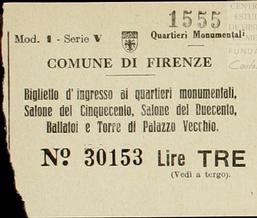 1555
Mod. 1 - Serie V Quartieri Monumentali
COMUNE DI FIRENZE
Biglietto d'ingresso ai quartieri monumentali,
Salone del Cinquecento, Salone del Duecento,
Ballatoi e Torre di Palazzo Vecchio.
Nº 30153 Lire TRE
(Vedi a tergo).